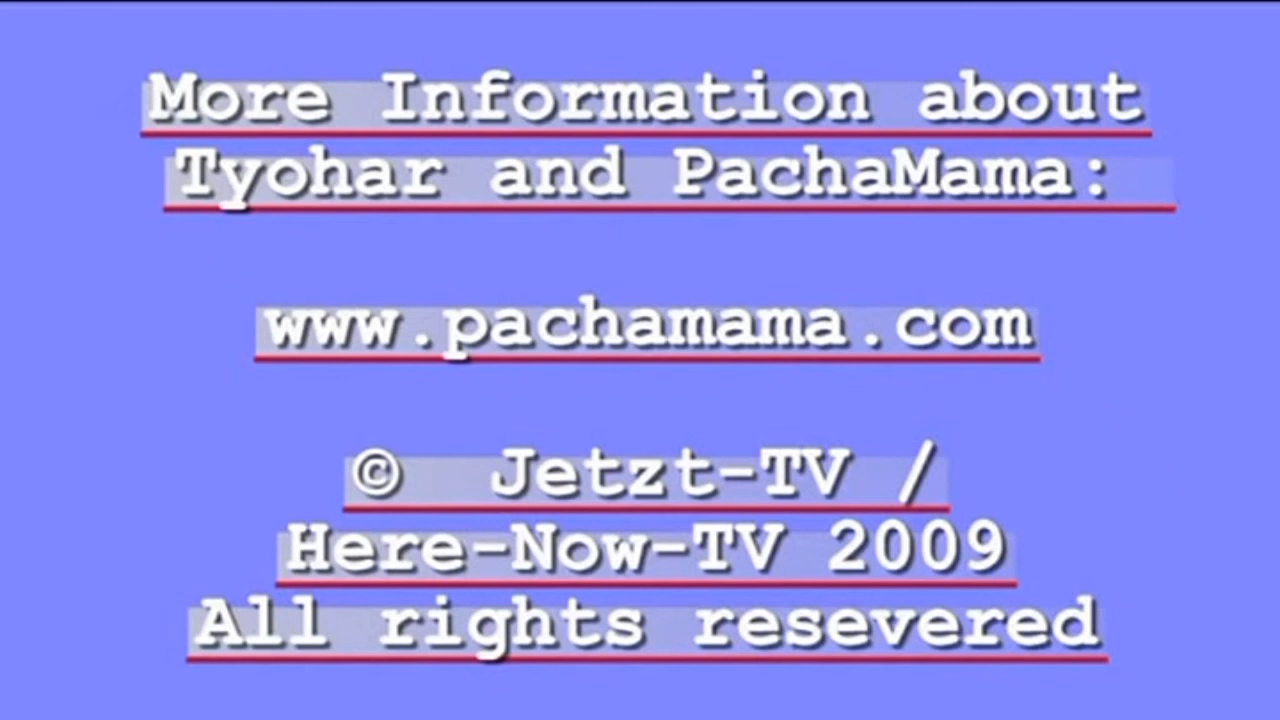 More Information about
Tyohar and PachaMama:
www.pachamama.com
© Jetzt-TV /
Here-Now-TV 2009
All rights resevered